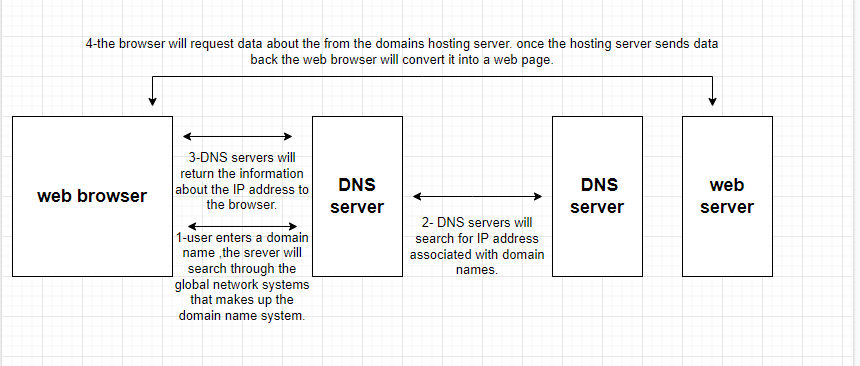 4-the browser will request data about the from the domains hosting server. once the hosting server sends data
back the web browser will convert it into a web page.
web browser
3-DNS servers will
return the information
about the IP address to
the browser.
1-user enters a domain
name ,the srever will
search through the
global network systems
that makes up the
domain name system.
DNS
server
2- DNS servers will
search for IP address
associated with domain
names.
DNS
server
web
server